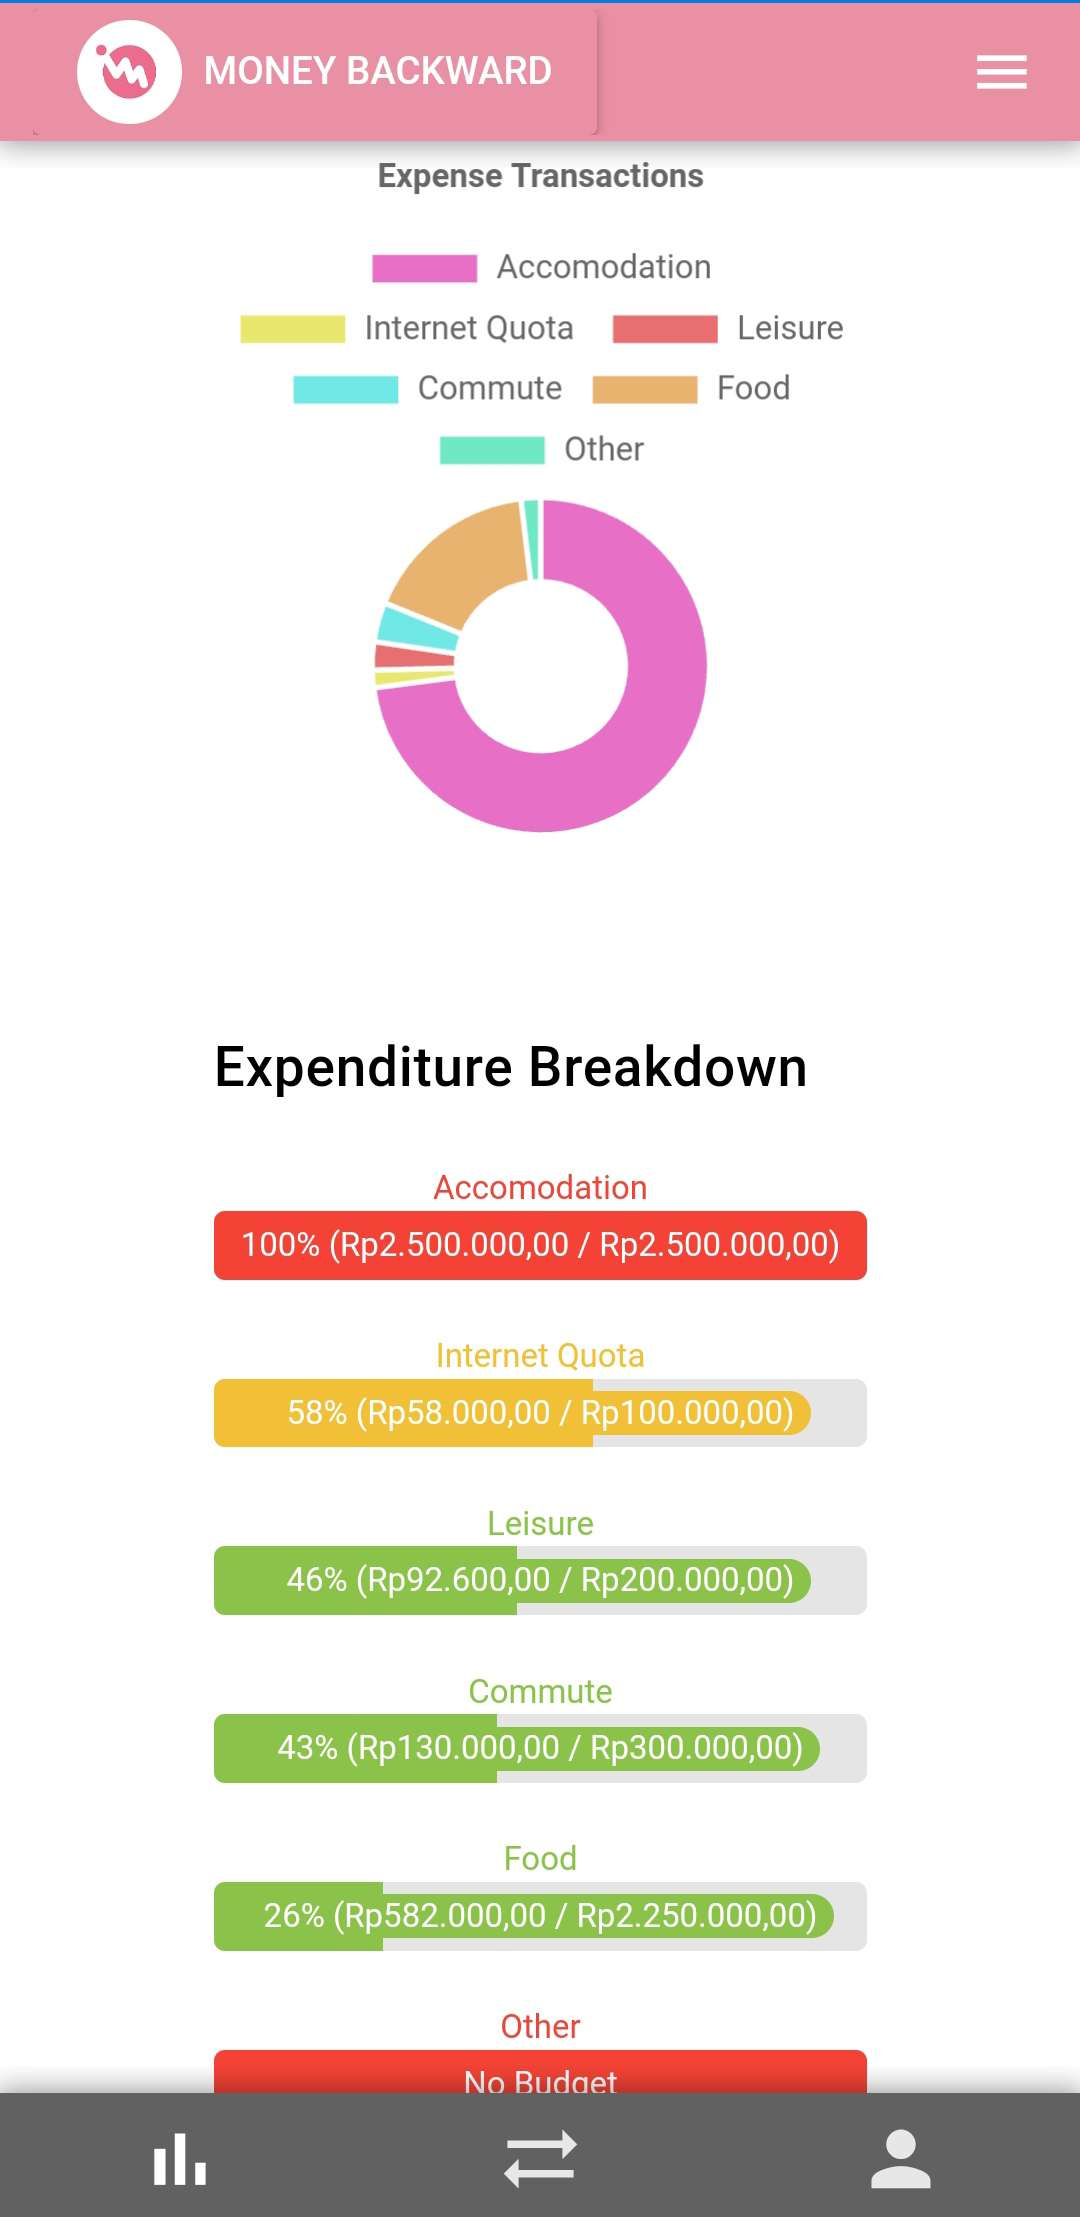 MONEY BACKWARD
Expense Transactions
Accomodation
Internet Quota Leisure
Commute Food
Other
Expenditure Breakdown
Accomodation
100% (Rp2.500.000,00 / Rp2.500.000,00)
Internet Quota
58% (Rp58.000,00 / Rp100.000,00)
Leisure
46% (Rp92.600,00 / Rp200.000,00)
Commute
43% (Rp130.000,00 / Rp300.000,00)
Food
26% (Rp582.000,00 / Rp2.250.000,00)
Other
No Budget